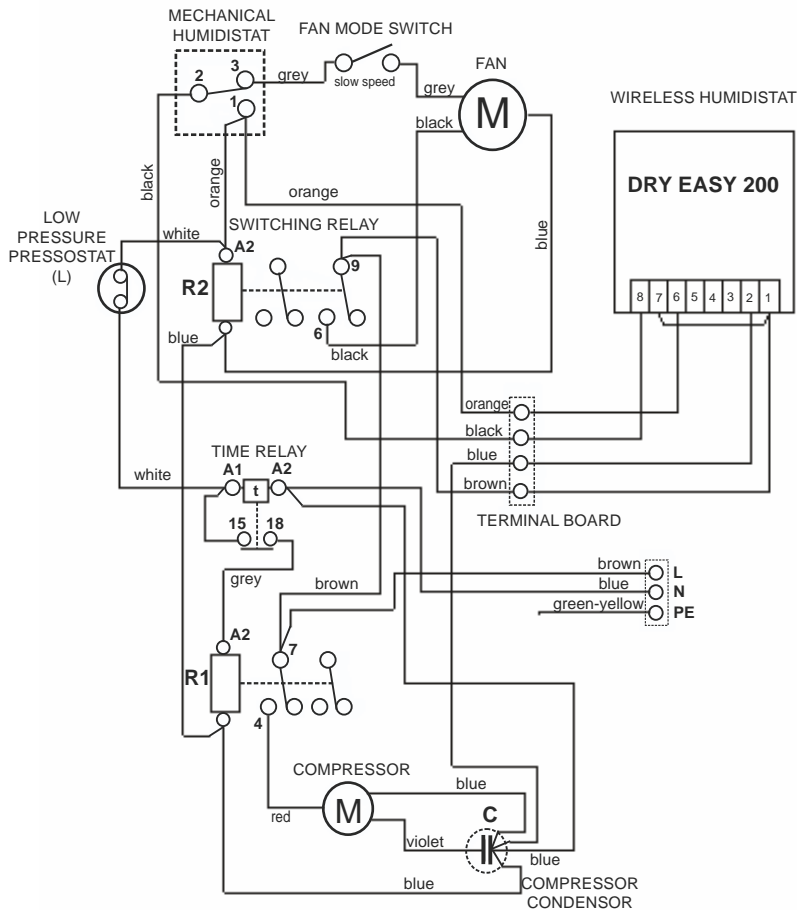 MECHANICAL
HUMIDISTAT
FAN MODE SWITCH
FAN
2
3
1
grey
slow speed
grey
M
black
WIRELESS HUMIDISTAT
DRY EASY 200
8 7 6 5 4 3 2 1
black
orange
orange
blue
LOW
PRESSURE
PRESSOSTAT
(L)
white
SWITCHING RELAY
A2
9
R2
6
blue
black
orange
black
blue
brown
TERMINAL BOARD
TIME RELAY
white
A1
A2
t
15
18
grey
brown
brown
L
blue
N
green-yellow
PE
A2
7
R1
4
COMPRESSOR
blue
M
C
red
violet
blue
blue
COMPRESSOR
CONDENSOR